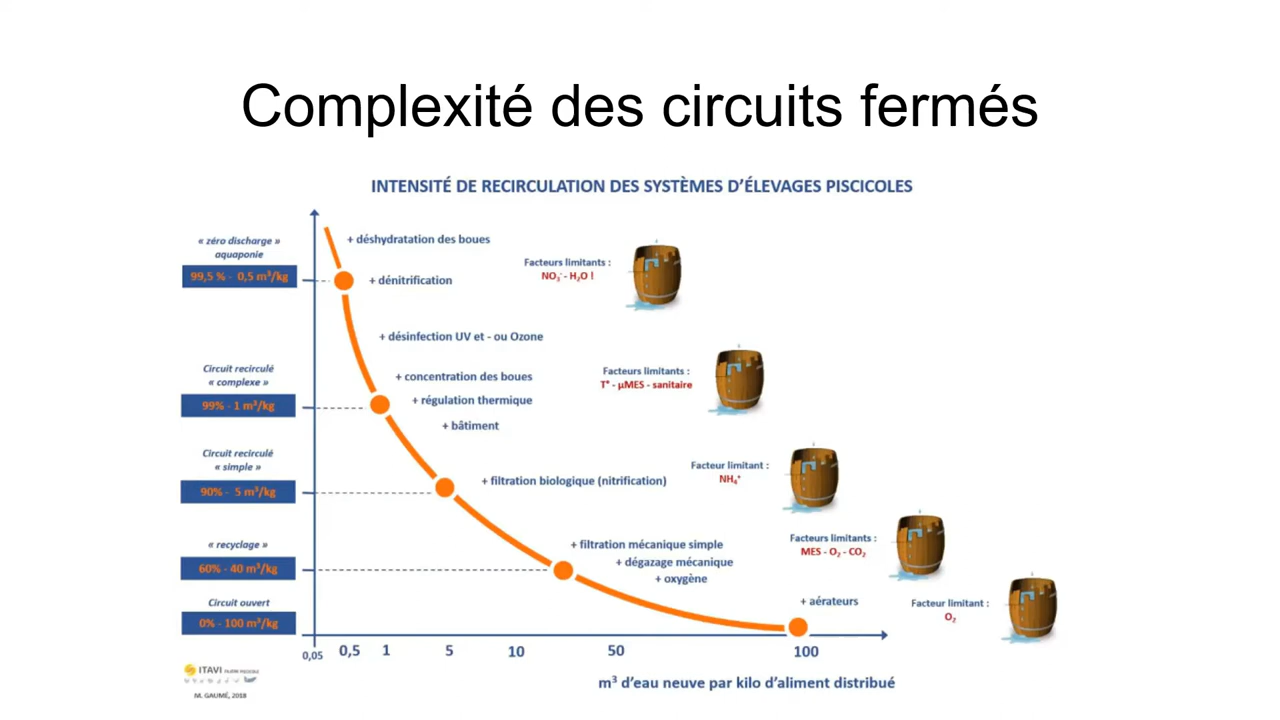 Complexité des circuits fermés
INTENSITÉ DE RECIRCULATION DES SYSTÈMES D'ÉLEVAGES PISCICOLES
« zéro discharge »
aquaponie
99,5 % - 0,5 m³/kg
+ déshydratation des boues
+ dénitrification
Facteurs limitants :
NO₃⁻ - H₂O !
+ désinfection UV et - ou Ozone
Circuit recirculé
« complexe »
99% - 1 m³/kg
+ concentration des boues
+ régulation thermique
+ bâtiment
Facteurs limitants :
T° - µMES - sanitaire
Circuit recirculé
« simple »
90% - 5 m³/kg
+ filtration biologique (nitrification)
Facteur limitant :
NH₄⁺
« recyclage »
60% - 40 m³/kg
+ filtration mécanique simple
+ dégazage mécanique
+ oxygène
Facteurs limitants :
MES - O₂ - CO₂
Circuit ouvert
0% - 100 m³/kg
+ aérateurs
Facteur limitant :
O₂
0,05 0,5 1 5 10 50 100
m³ d'eau neuve par kilo d'aliment distribué
ITAVI FILIÈRE PISCICOLE
M. GAUMÉ, 2018